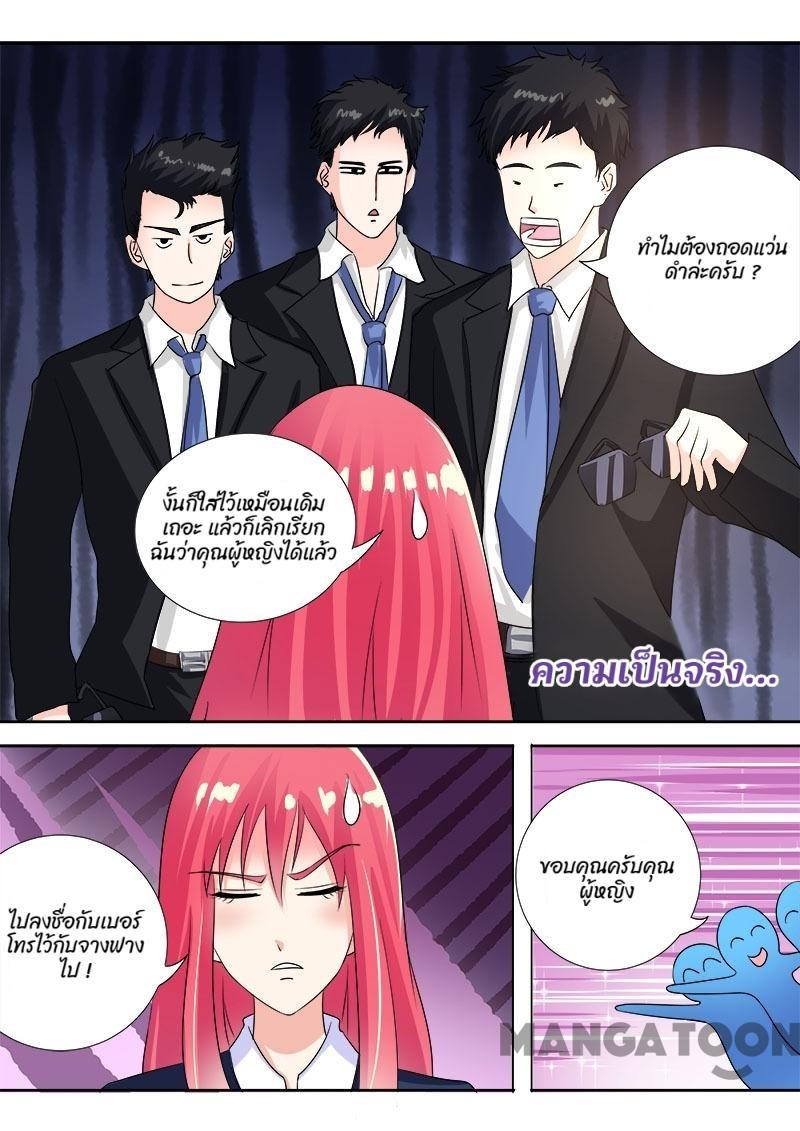 ทำไมต้องถอดแว่น
ดำล่ะครับ ?
งั้นก็ใส่ไว้เหมือนเดิม
เถอะ แล้วก็เลิกเรียก
ฉันว่าคุณผู้หญิงได้แล้ว
ความเป็นจริง...
ไปลงชื่อกับเบอร์
โทรไว้กับจางฟาง
ไป !
ขอบคุณครับคุณ
ผู้หญิง
MANGATOON